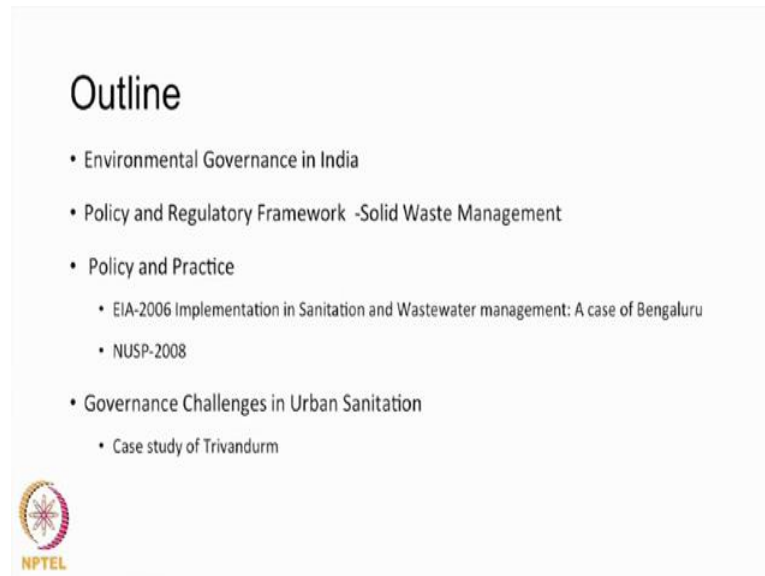 Outline
• Environmental Governance in India
• Policy and Regulatory Framework -Solid Waste Management
• Policy and Practice
• EIA-2006 Implementation in Sanitation and Wastewater management: A case of Bengaluru
• NUSP-2008
• Governance Challenges in Urban Sanitation
• Case study of Trivandurm
NPTEL